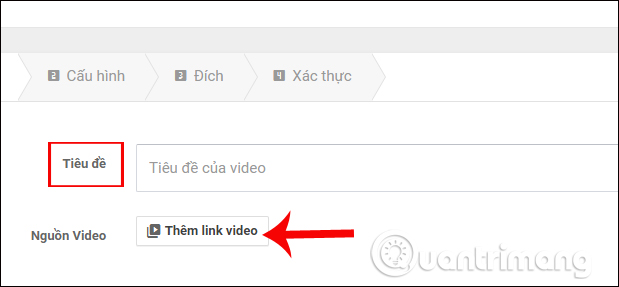 2 Cấu hình 3 Đích 4 Xác thực
Tiêu đề Tiêu đề của video
Nguồn Video Thêm link video
Quantrimang